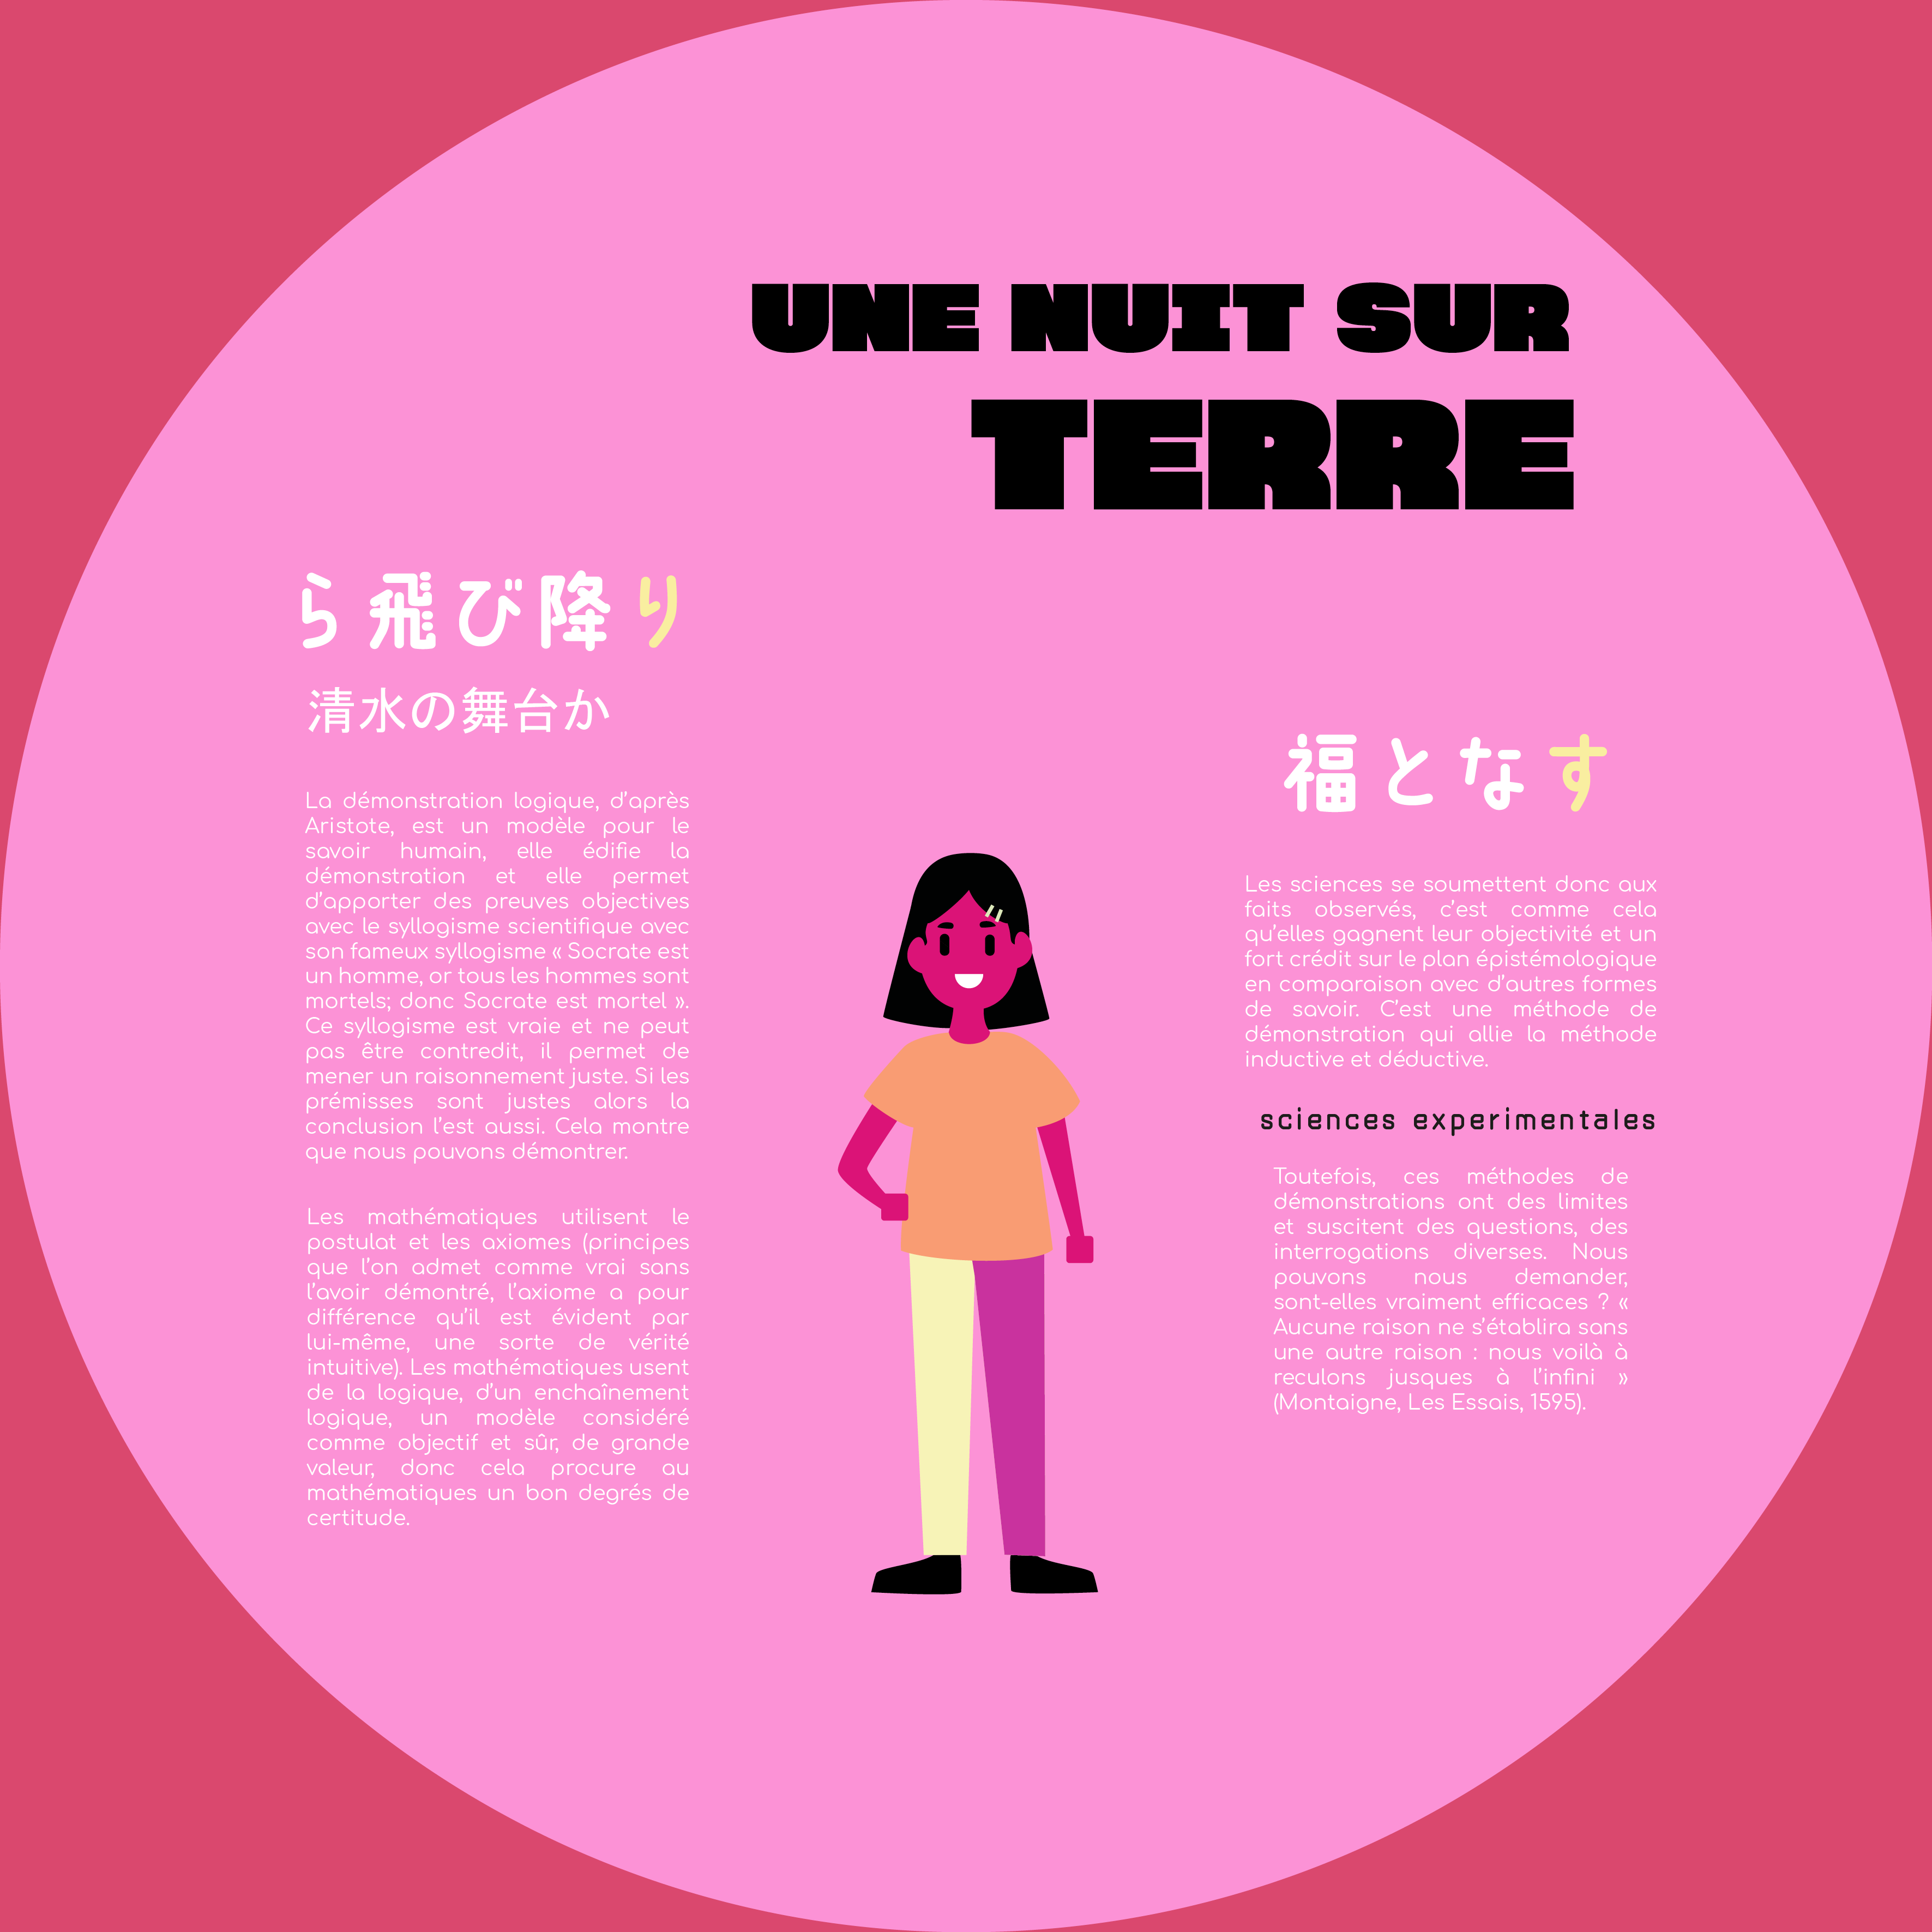 UNE NUIT SUR
TERRE
ら飛び降り
清水の舞台か
La démonstration logique, d'après
Aristote, est un modèle pour le
savoir humain, elle édifie la
démonstration et elle permet
d'apporter des preuves objectives
avec le syllogisme scientifique avec
son fameux syllogisme « Socrate est
un homme, or tous les hommes sont
mortels; donc Socrate est mortel ».
Ce syllogisme est vraie et ne peut
pas être contredit, il permet de
mener un raisonnement juste. Si les
prémisses sont justes alors la
conclusion l'est aussi. Cela montre
que nous pouvons démontrer.
Les mathématiques utilisent le
postulat et les axiomes (principes
que l'on admet comme vrai sans
l'avoir démontré, l'axiome a pour
différence qu'il est évident par
lui-même, une sorte de vérité
intuitive). Les mathématiques usent
de la logique, d'un enchaînement
logique, un modèle considéré
comme objectif et sûr, de grande
valeur, donc cela procure au
mathématiques un bon degrés de
certitude.
福となす
Les sciences se soumettent donc aux
faits observés, c'est comme cela
qu'elles gagnent leur objectivité et un
fort crédit sur le plan épistémologique
en comparaison avec d'autres formes
de savoir. C'est une méthode de
démonstration qui allie la méthode
inductive et déductive.
sciences experimentales
Toutefois, ces méthodes de
démonstrations ont des limites
et suscitent des questions, des
interrogations diverses. Nous
pouvons nous demander,
sont-elles vraiment efficaces ? «
Aucune raison ne s'établira sans
une autre raison : nous voilà à
reculons jusques à l'infini »
(Montaigne, Les Essais, 1595).